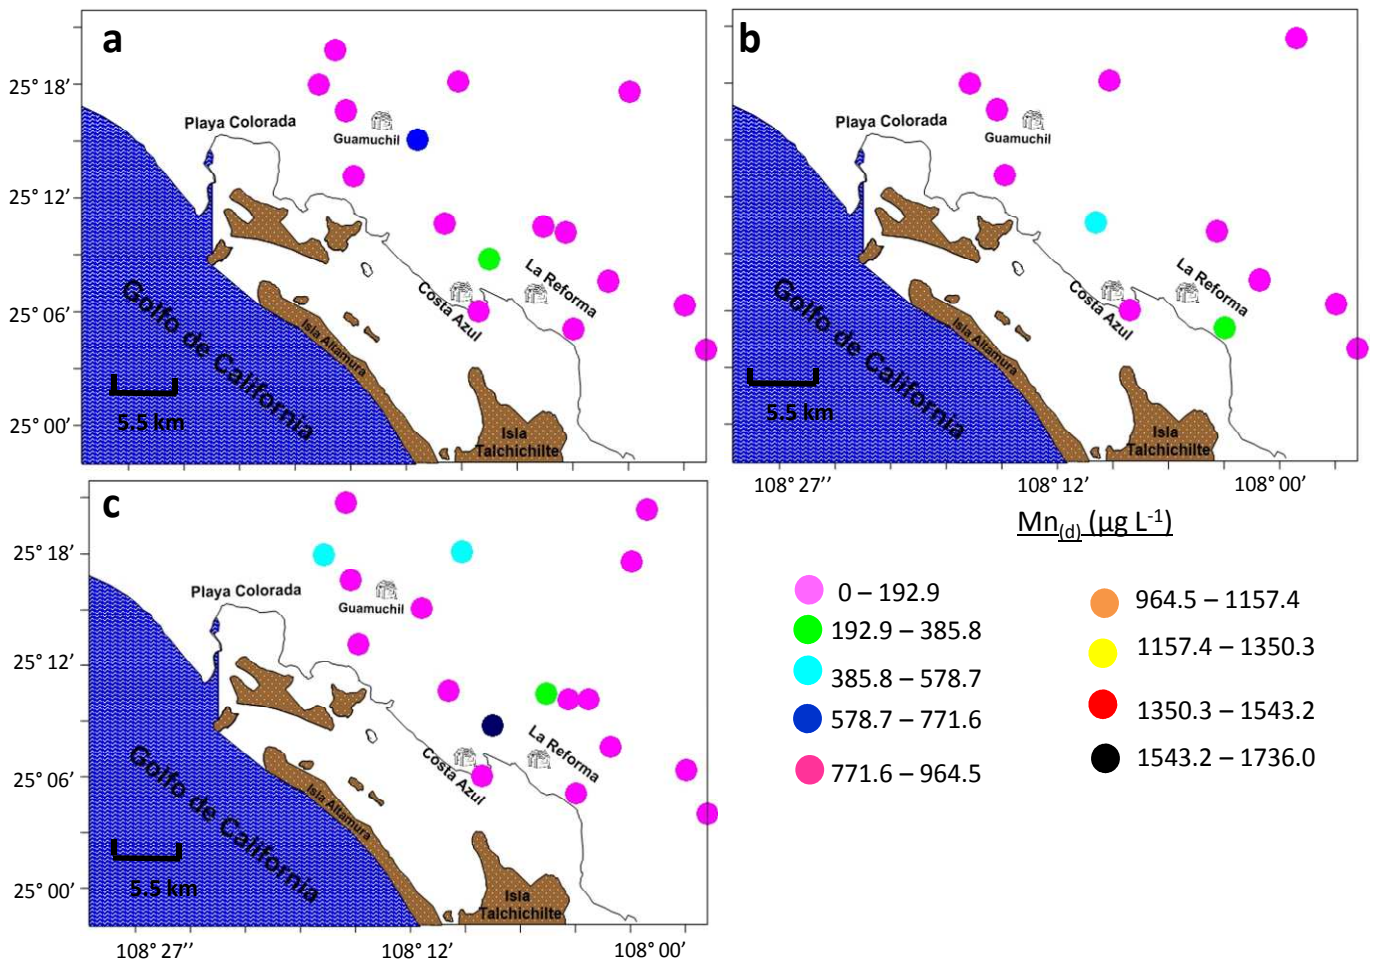 a
25° 18’
25° 12’
25° 06’
25° 00’
Playa Colorada
Guamuchil
La Reforma
Costa Azul
Isla Altamura
Golfo de California
5.5 km
Isla
Talchichilte
b
Playa Colorada
Guamuchil
La Reforma
Costa Azul
Isla Altamura
Golfo de California
5.5 km
Isla
Talchichilte
108° 27’’
108° 12’
108° 00’
c
25° 18’
25° 12’
25° 06’
25° 00’
Playa Colorada
Guamuchil
La Reforma
Costa Azul
Isla Altamura
Golfo de California
5.5 km
Isla
Talchichilte
108° 27’’
108° 12’
108° 00’
Mn(d) (µg L-1)
0 – 192.9
192.9 – 385.8
385.8 – 578.7
578.7 – 771.6
771.6 – 964.5
964.5 – 1157.4
1157.4 – 1350.3
1350.3 – 1543.2
1543.2 – 1736.0